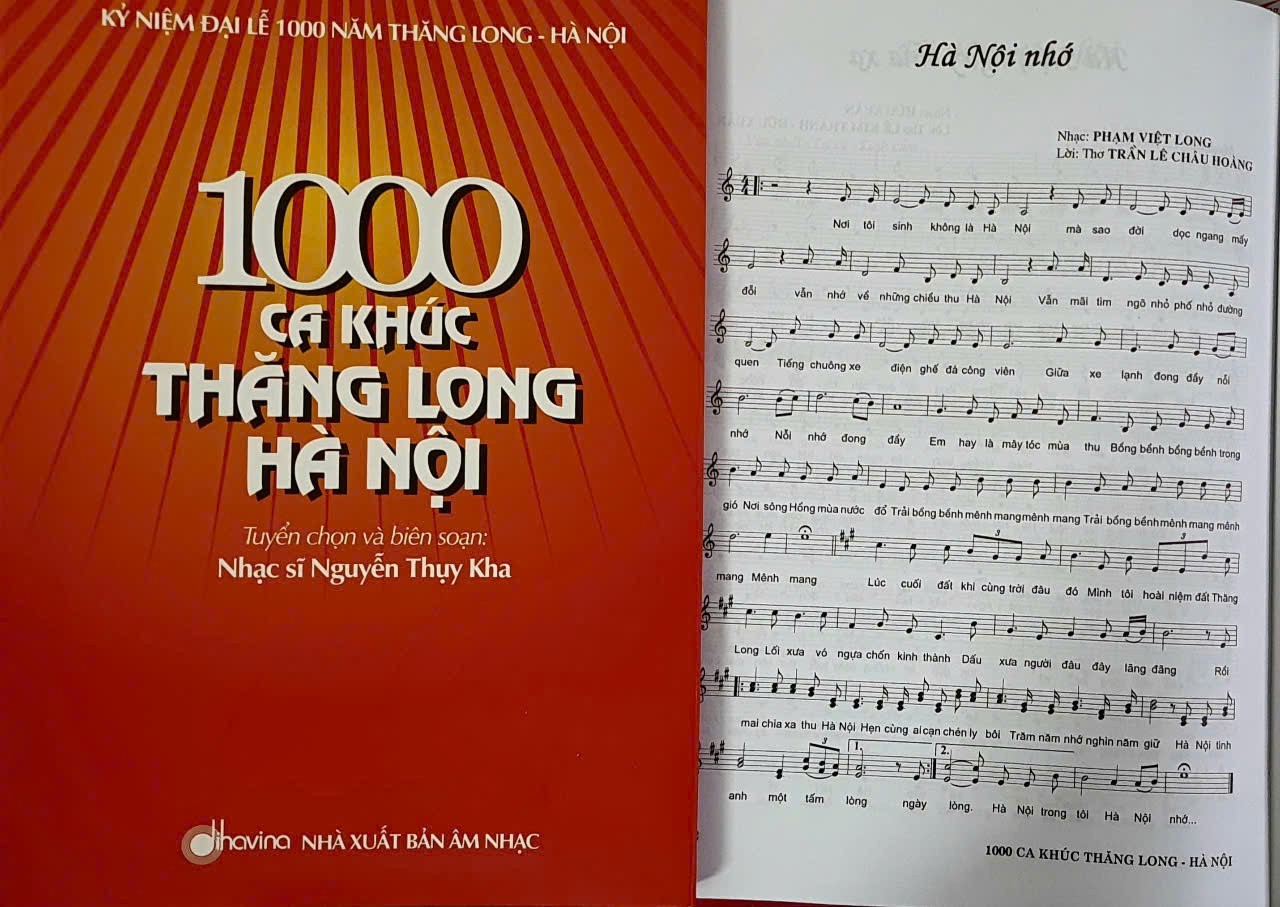 KỶ NIỆM ĐẠI LỄ 1000 NĂM THĂNG LONG - HÀ NỘI
1000
CA KHÚC
THĂNG LONG
HÀ NỘI
Tuyển chọn và biên soạn:
Nhạc sĩ Nguyễn Thụy Kha
dihavina NHÀ XUẤT BẢN ÂM NHẠC
Hà Nội nhớ
Nhạc: PHẠM VIỆT LONG
Lời: Thơ TRẦN LÊ CHÂU HOÀNG
Nơi tôi sinh không là Hà Nội mà sao đời dọc ngang mấy
đỗi vẫn nhớ về những chiều thu Hà Nội Vẫn mãi tìm ngõ nhỏ phố nhỏ đường
quen Tiếng chuông xe điện ghế đá công viên Giữa xe lạnh đong đầy nỗi
nhớ Nỗi nhớ đong đầy Em hay là mây tóc mùa thu Bồng bềnh bồng bềnh trong
gió Nơi sông Hồng mùa nước đổ Trải bồng bềnh mênh mang mênh mang Trải bồng bềnh mênh mang mênh
3 3
mang Mênh mang Lúc cuối đất khi cùng trời đâu đó Mình tôi hoài niệm đất Thăng
Long Lối xưa vó ngựa chốn kinh thành Dấu xưa người đâu đây lãng đãng Rồi
mai chia xa thu Hà Nội Hẹn cùng ai cạn chén ly bôi Trăm năm nhớ nghìn năm giữ Hà Nội tình
3 1. 2.
anh một tấm lòng ngày lòng. Hà Nội trong tôi Hà Nội nhớ...
1000 CA KHÚC THĂNG LONG - HÀ NỘI